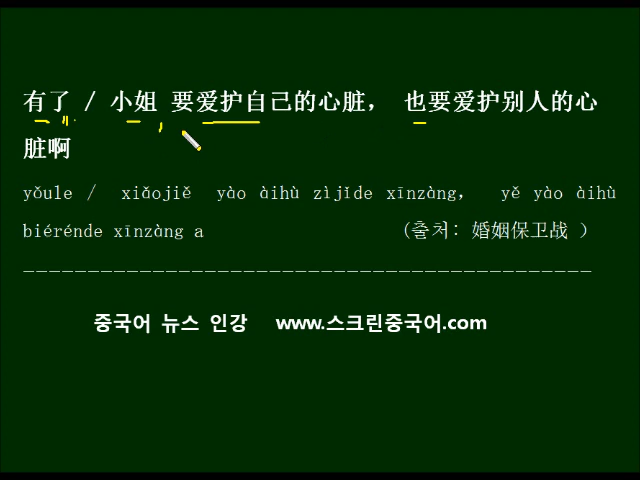 有了 / 小姐 要爱护自己的心脏， 也要爱护别人的心
脏啊
yǒule / xiǎojiě yào àihù zìjǐde xīnzàng， yě yào àihù
biérénde xīnzàng a (출처: 婚姻保卫战 )
중국어 뉴스 인강 www.스크린중국어.com